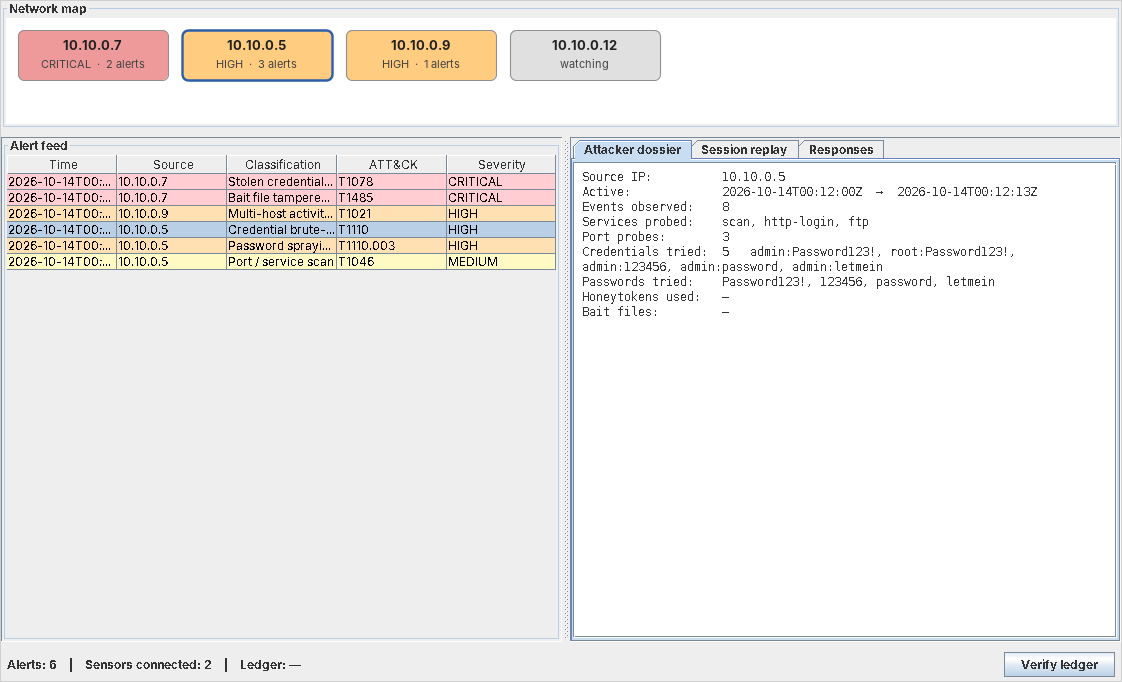 Network map
10.10.0.7
CRITICAL · 2 alerts
10.10.0.5
HIGH · 3 alerts
10.10.0.9
HIGH · 1 alerts
10.10.0.12
watching
Alert feed
Time Source Classification ATT&CK Severity
2026-10-14T00:... 10.10.0.7 Stolen credential... T1078 CRITICAL
2026-10-14T00:... 10.10.0.7 Bait file tampere... T1485 CRITICAL
2026-10-14T00:... 10.10.0.9 Multi-host activit... T1021 HIGH
2026-10-14T00:... 10.10.0.5 Credential brute-... T1110 HIGH
2026-10-14T00:... 10.10.0.5 Password sprayi... T1110.003 HIGH
2026-10-14T00:... 10.10.0.5 Port / service scan T1046 MEDIUM
Attacker dossier Session replay Responses
Source IP: 10.10.0.5
Active: 2026-10-14T00:12:00Z → 2026-10-14T00:12:13Z
Events observed: 8
Services probed: scan, http-login, ftp
Port probes: 3
Credentials tried: 5 admin:Password123!, root:Password123!,
admin:123456, admin:password, admin:letmein
Passwords tried: Password123!, 123456, password, letmein
Honeytokens used: —
Bait files: —
Alerts: 6 | Sensors connected: 2 | Ledger: —
Verify ledger